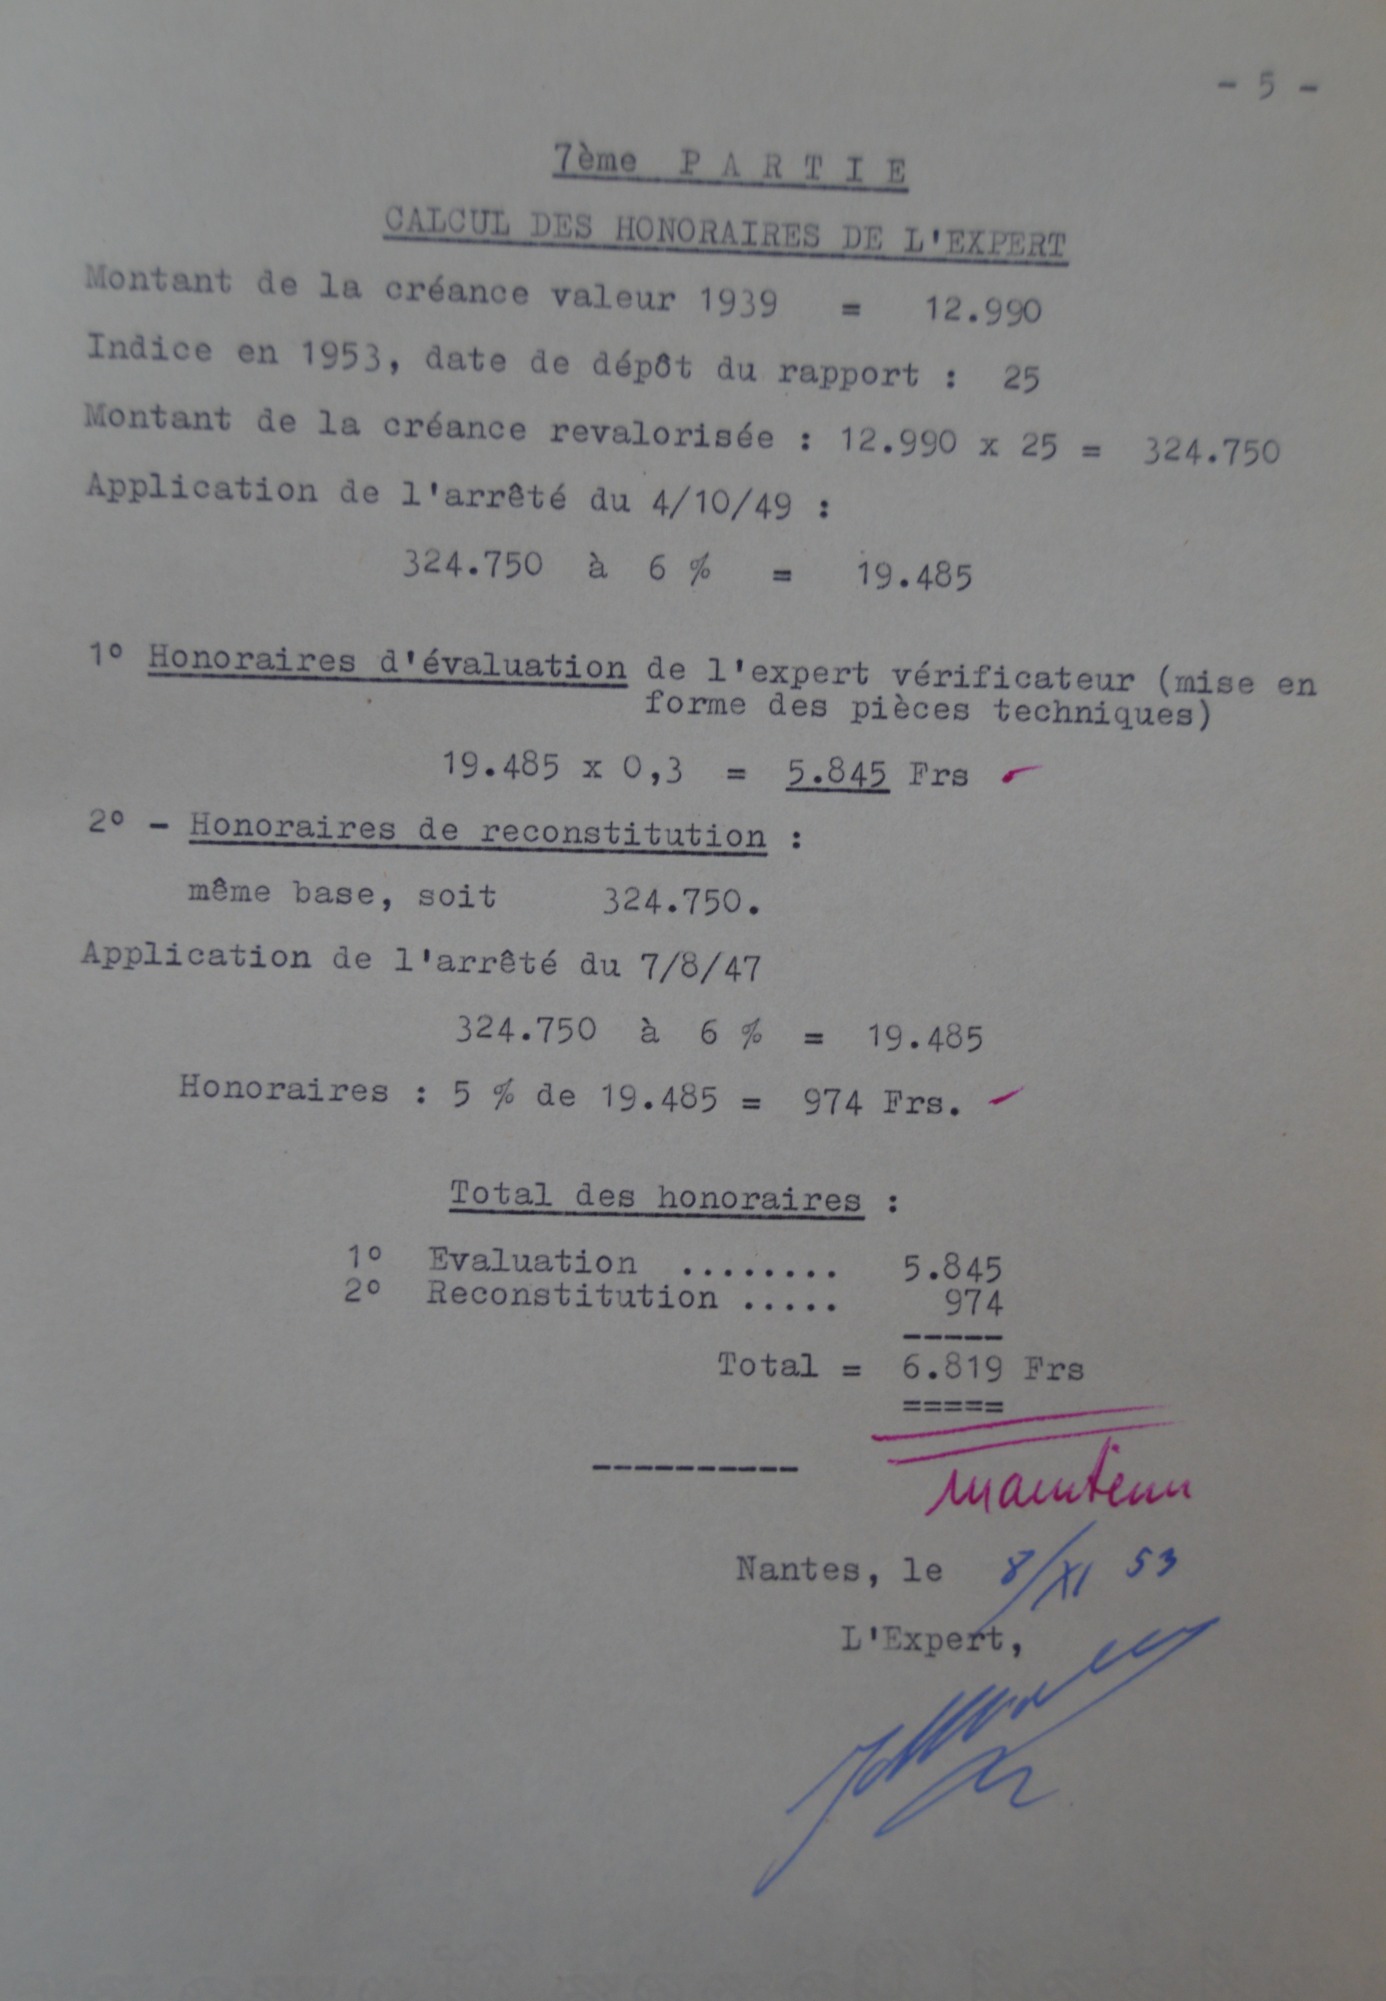 - 5 -
7ème P A R T I E
CALCUL DES HONORAIRES DE L'EXPERT
Montant de la créance valeur 1939 = 12.990
Indice en 1953, date de dépôt du rapport : 25
Montant de la créance revalorisée : 12.990 x 25 = 324.750
Application de l'arrêté du 4/10/49 :
324.750 à 6 % = 19.485
1° Honoraires d'évaluation de l'expert vérificateur (mise en
forme des pièces techniques)
19.485 x 0,3 = 5.845 Frs
2° - Honoraires de reconstitution :
même base, soit 324.750.
Application de l'arrêté du 7/8/47
324.750 à 6 % = 19.485
Honoraires : 5 % de 19.485 = 974 Frs.
Total des honoraires :
1° Evaluation ........ 5.845
2° Reconstitution ..... 974
-----
Total = 6.819 Frs
=====
----------
maintenu
Nantes, le 8/XI 53
L'Expert,